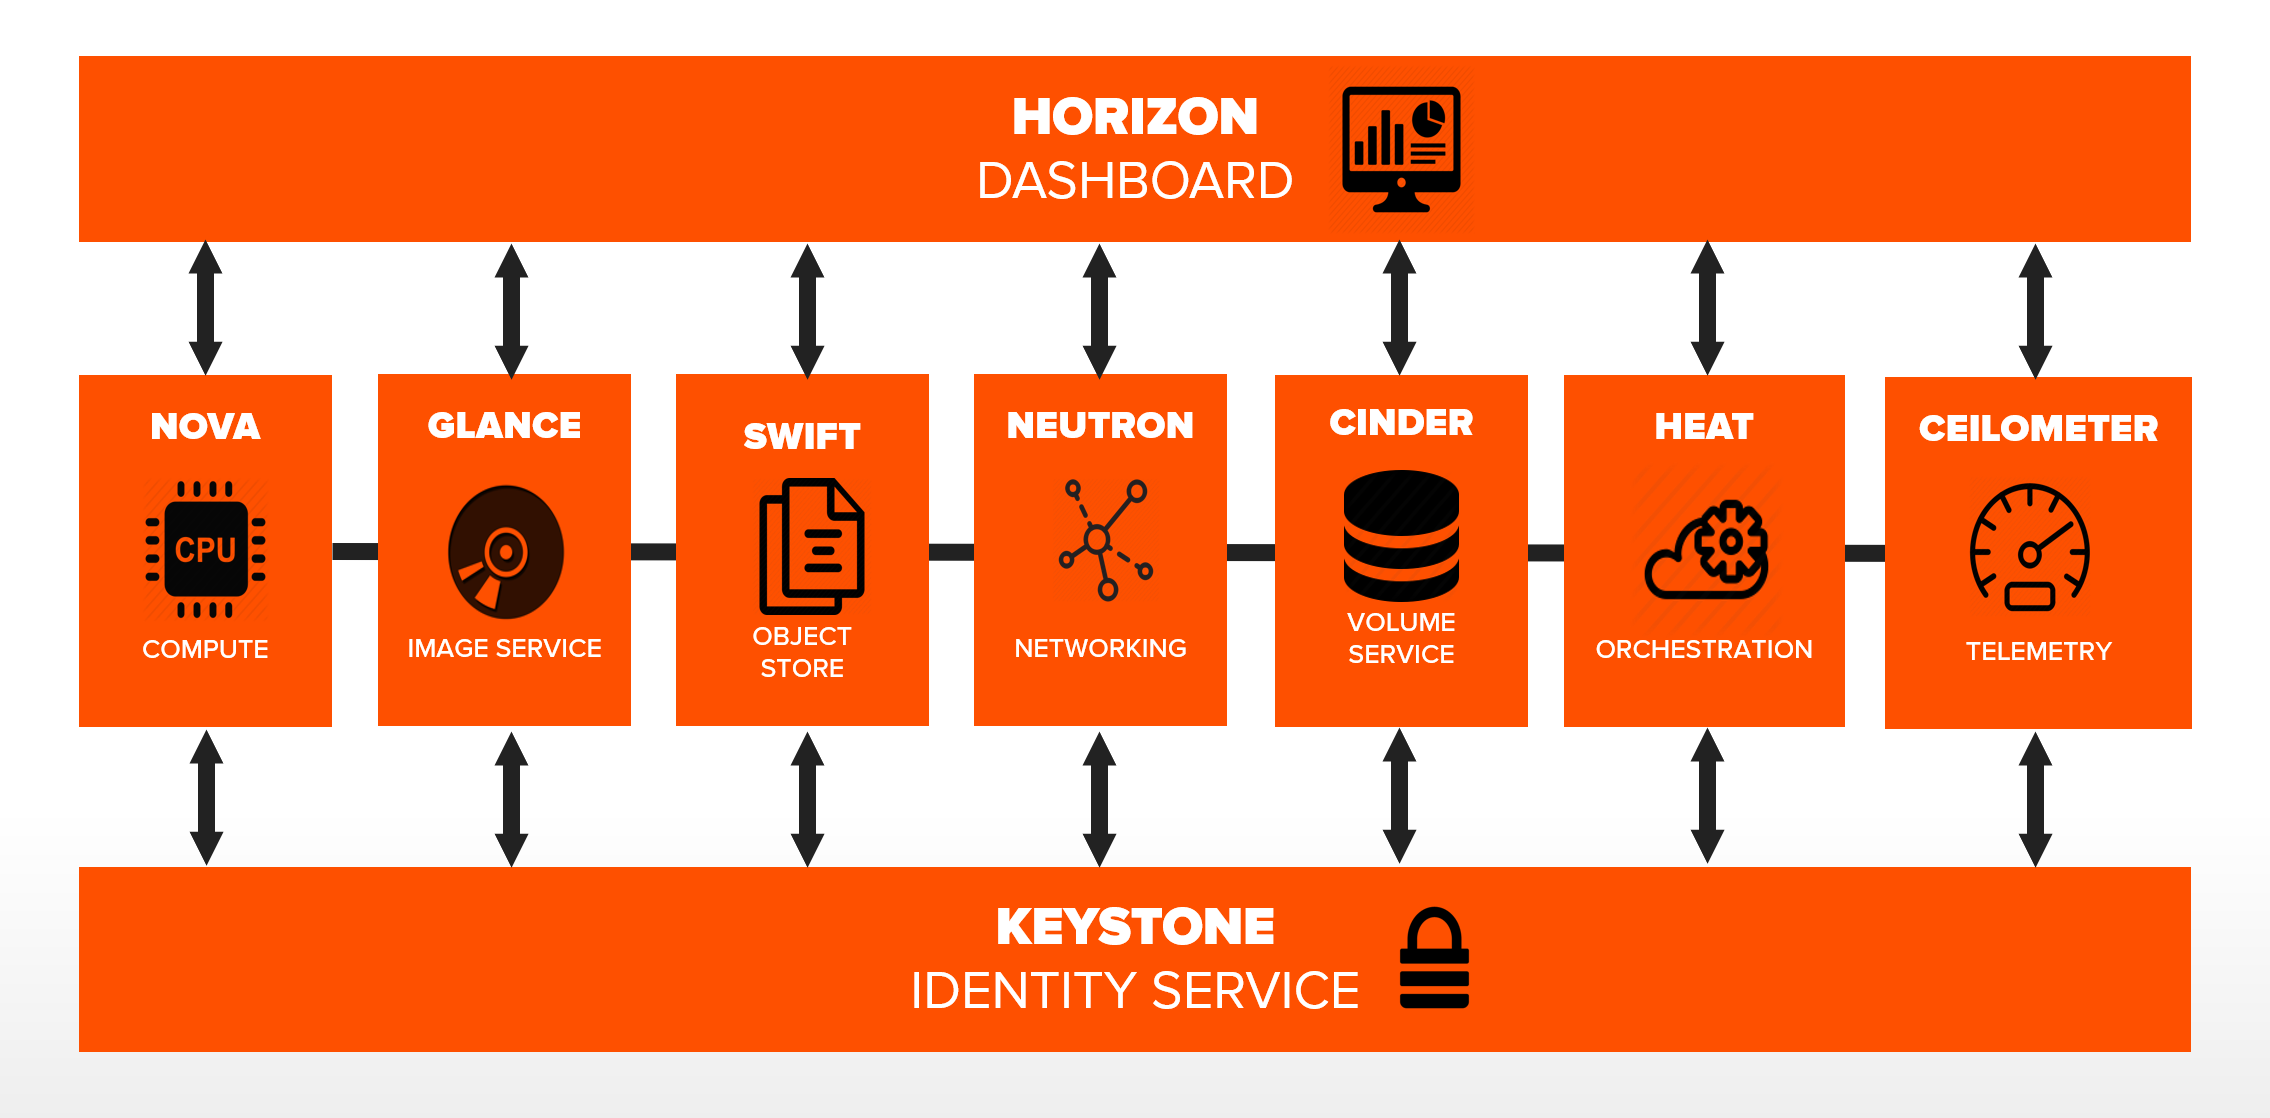 HORIZON
DASHBOARD
NOVA
CPU
COMPUTE
GLANCE
IMAGE SERVICE
SWIFT
OBJECT
STORE
NEUTRON
NETWORKING
CINDER
VOLUME
SERVICE
HEAT
ORCHESTRATION
CEILOMETER
TELEMETRY
KEYSTONE
IDENTITY SERVICE